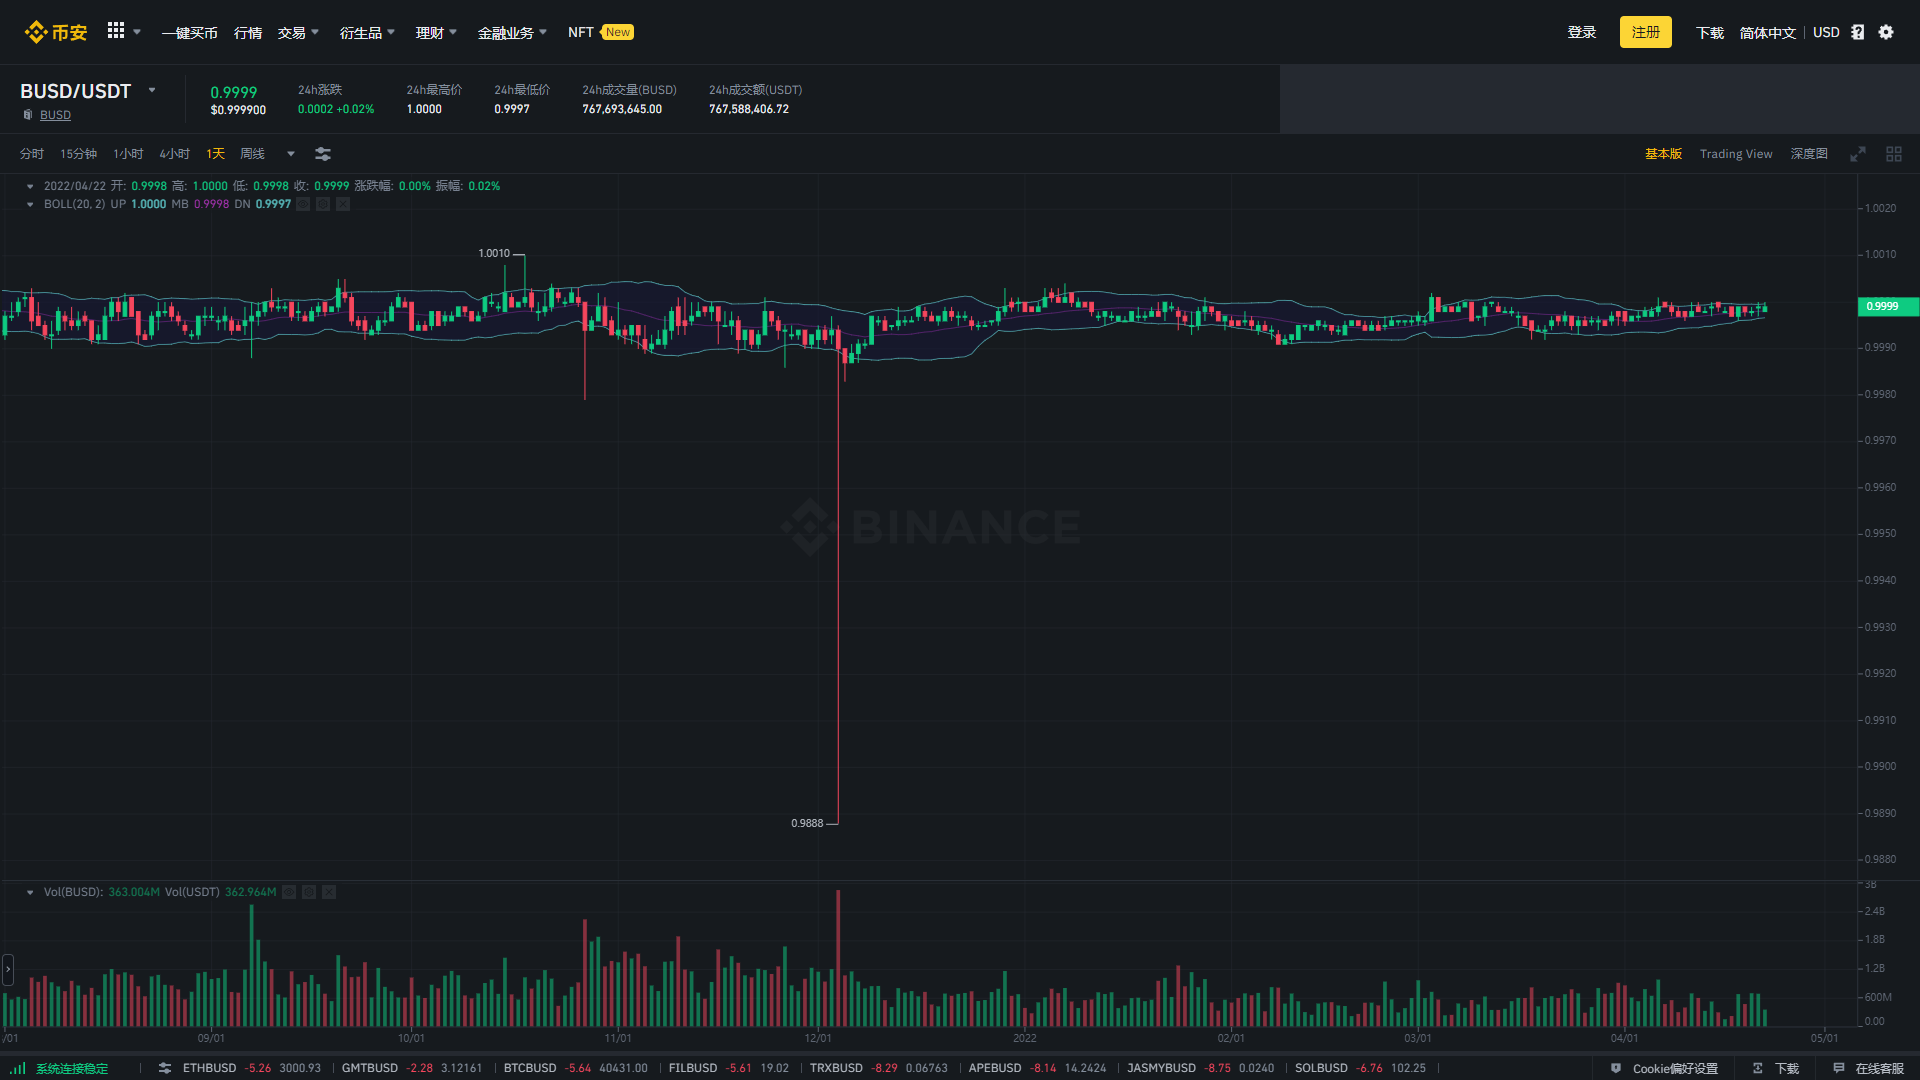 币安 一键买币 行情 交易 衍生品 理财 金融业务 NFT New 登录 注册 下载 简体中文 USD
BUSD/USDT
BUSD
0.9999
$0.999900
24h涨跌
0.0002 +0.02%
24h最高价
1.0000
24h最低价
0.9997
24h成交量(BUSD)
767,693,645.00
24h成交额(USDT)
767,588,406.72
分时 15分钟 1小时 4小时 1天 周线 基本版 Trading View 深度图
2022/04/22 开: 0.9998 高: 1.0000 低: 0.9998 收: 0.9999 涨跌幅: 0.00% 振幅: 0.02%
BOLL(20, 2) UP 1.0000 MB 0.9998 DN 0.9997
1.0010
0.9888
BINANCE
1.0020
1.0010
0.9999
0.9990
0.9980
0.9970
0.9960
0.9950
0.9940
0.9930
0.9920
0.9910
0.9900
0.9890
0.9880
Vol(BUSD): 363.004M Vol(USDT) 362.964M
3B
2.4B
1.8B
1.2B
600M
0.00
/01 09/01 10/01 11/01 12/01 2022 02/01 03/01 04/01 05/01
系统连接稳定 ETHBUSD -5.26 3000.93 GMTBUSD -2.28 3.12161 BTCBUSD -5.64 40431.00 FILBUSD -5.61 19.02 TRXBUSD -8.29 0.06763 APEBUSD -8.14 14.2424 JASMYBUSD -8.75 0.0240 SOLBUSD -6.76 102.25 Cookie偏好设置 下载 在线客服